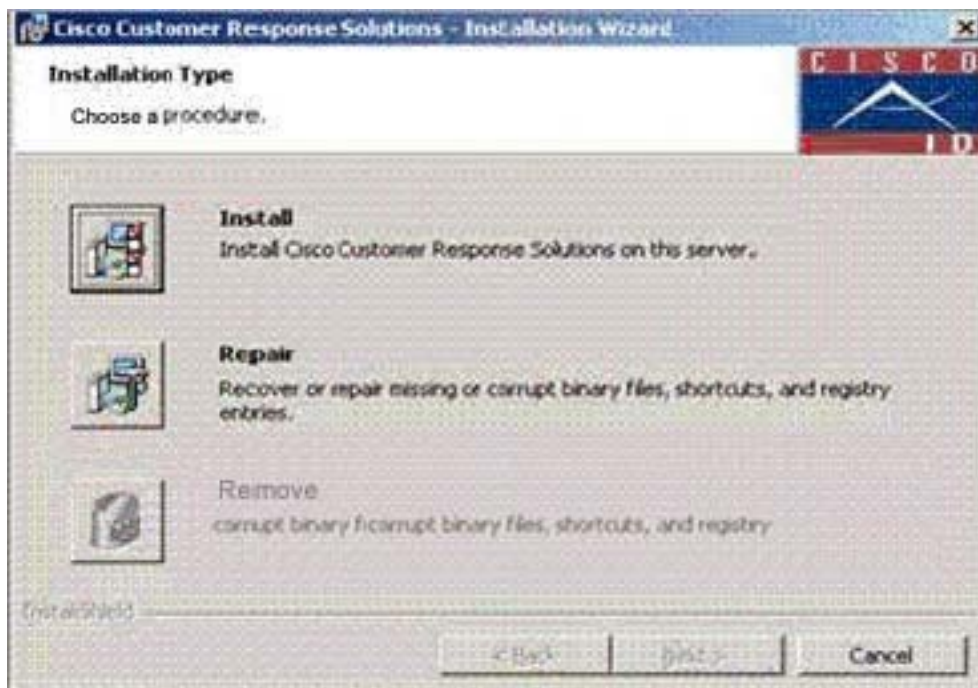 Cisco Customer Response Solutions - Installation Wizard
CISCO
Installation Type
Choose a procedure.
Install
Install Cisco Customer Response Solutions on this server.
Repair
Recover or repair missing or corrupt binary files, shortcuts, and registry
entries.
Remove
corrupt binary ficorrupt binary files, shortcuts, and registry
InstallShield
< Back
Next >
Cancel